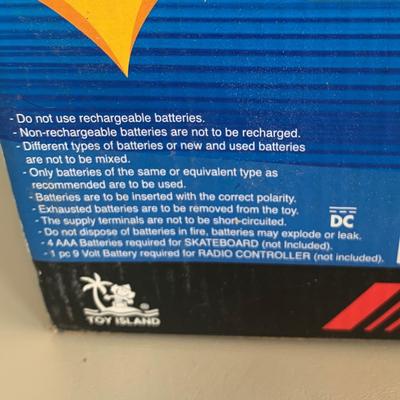 - Do not use rechargeable batteries.
- Non-rechargeable batteries are not to be recharged.
- Different types of batteries or new and used batteries
are not to be mixed.
- Only batteries of the same or equivalent type as
recommended are to be used.
- Batteries are to be inserted with the correct polarity.
- Exhausted batteries are to be removed from the toy.
- The supply terminals are not to be short-circuited.
- Do not dispose of batteries in fire, batteries may explode or leak.
- 4 AAA Batteries required for SKATEBOARD (not Included).
- 1 pc 9 Volt Battery required for RADIO CONTROLLER (not included).
DC
®
TOY ISLAND